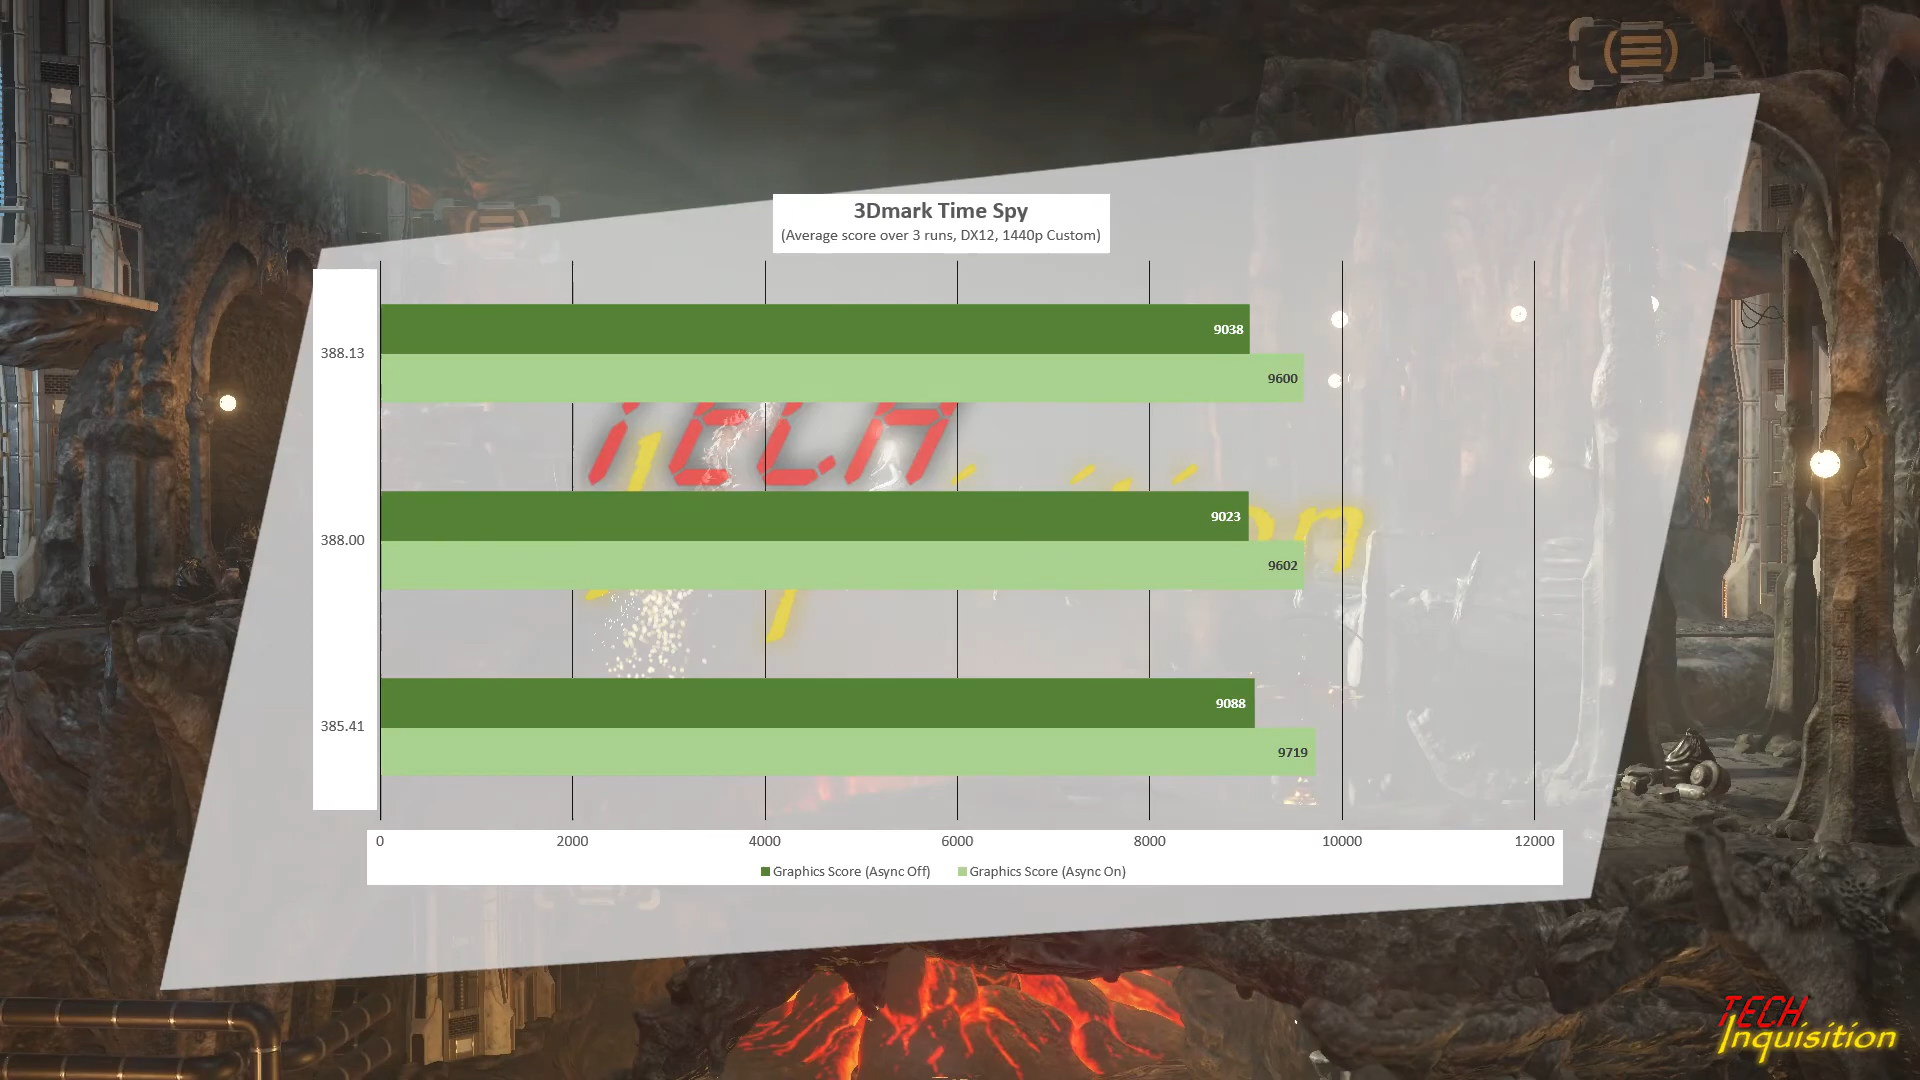 3Dmark Time Spy
(Average score over 3 runs, DX12, 1440p Custom)
388.13
9038
9600
TECH
388.00
9023
9602
385.41
9088
9719
0 2000 4000 6000 8000 10000 12000
Graphics Score (Async Off) Graphics Score (Async On)
TECH
Inquisition